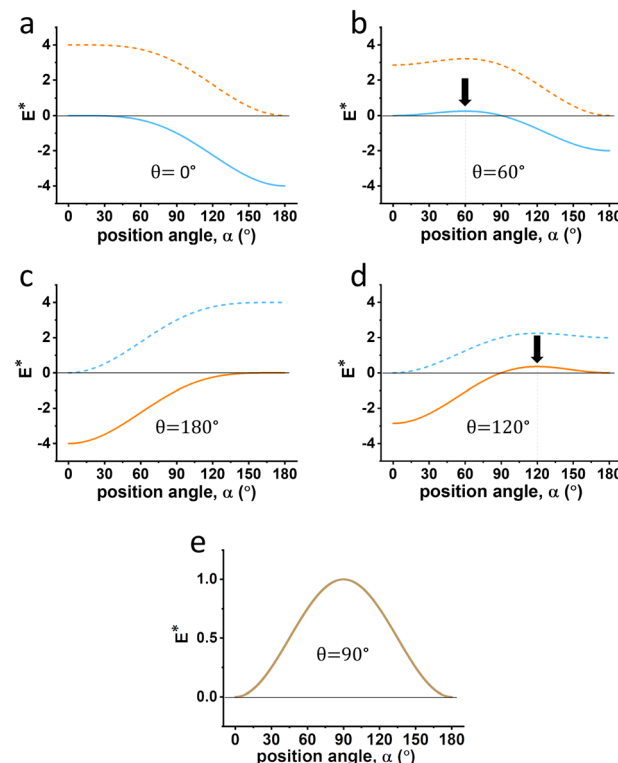 a
4
2
0
-2
-4
E*
θ= 0°
0 30 60 90 120 150 180
position angle, α (°)
b
4
2
0
-2
-4
E*
θ=60°
0 30 60 90 120 150 180
position angle, α (°)
c
4
2
0
-2
-4
E*
θ=180°
0 30 60 90 120 150 180
position angle, α (°)
d
4
2
0
-2
-4
E*
θ=120°
0 30 60 90 120 150 180
position angle, α (°)
e
1.0
0.5
0.0
E*
θ=90°
0 30 60 90 120 150 180
position angle, α (°)